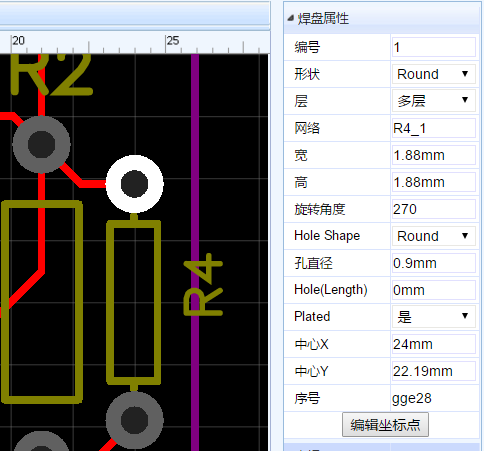 20
25
R2
R4
焊盘属性
编号 1
形状 Round
层 多层
网络 R4_1
宽 1.88mm
高 1.88mm
旋转角度 270
Hole Shape Round
孔直径 0.9mm
Hole(Length) 0mm
Plated 是
中心X 24mm
中心Y 22.19mm
序号 gge28
编辑坐标点